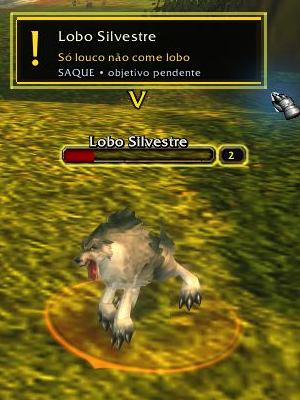 !
Lobo Silvestre
Só louco não come lobo
SAQUE • objetivo pendente
Lobo Silvestre
2